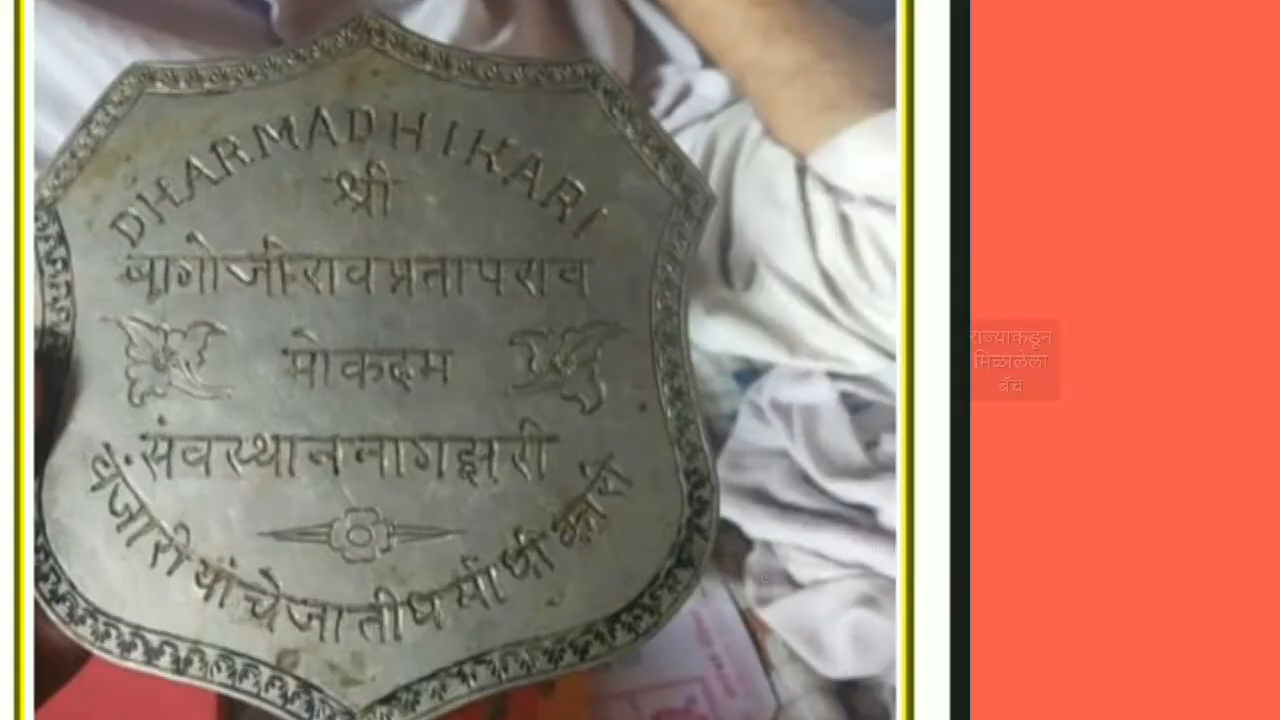 DHARMADHIKARI
श्री
बागोजीराव प्रतापराव
मोकदम
संवस्थान नागझरी
वंजारी यांचे जाती धर्माधीकारी
राज्याकडून
मिळालेला
बॅच